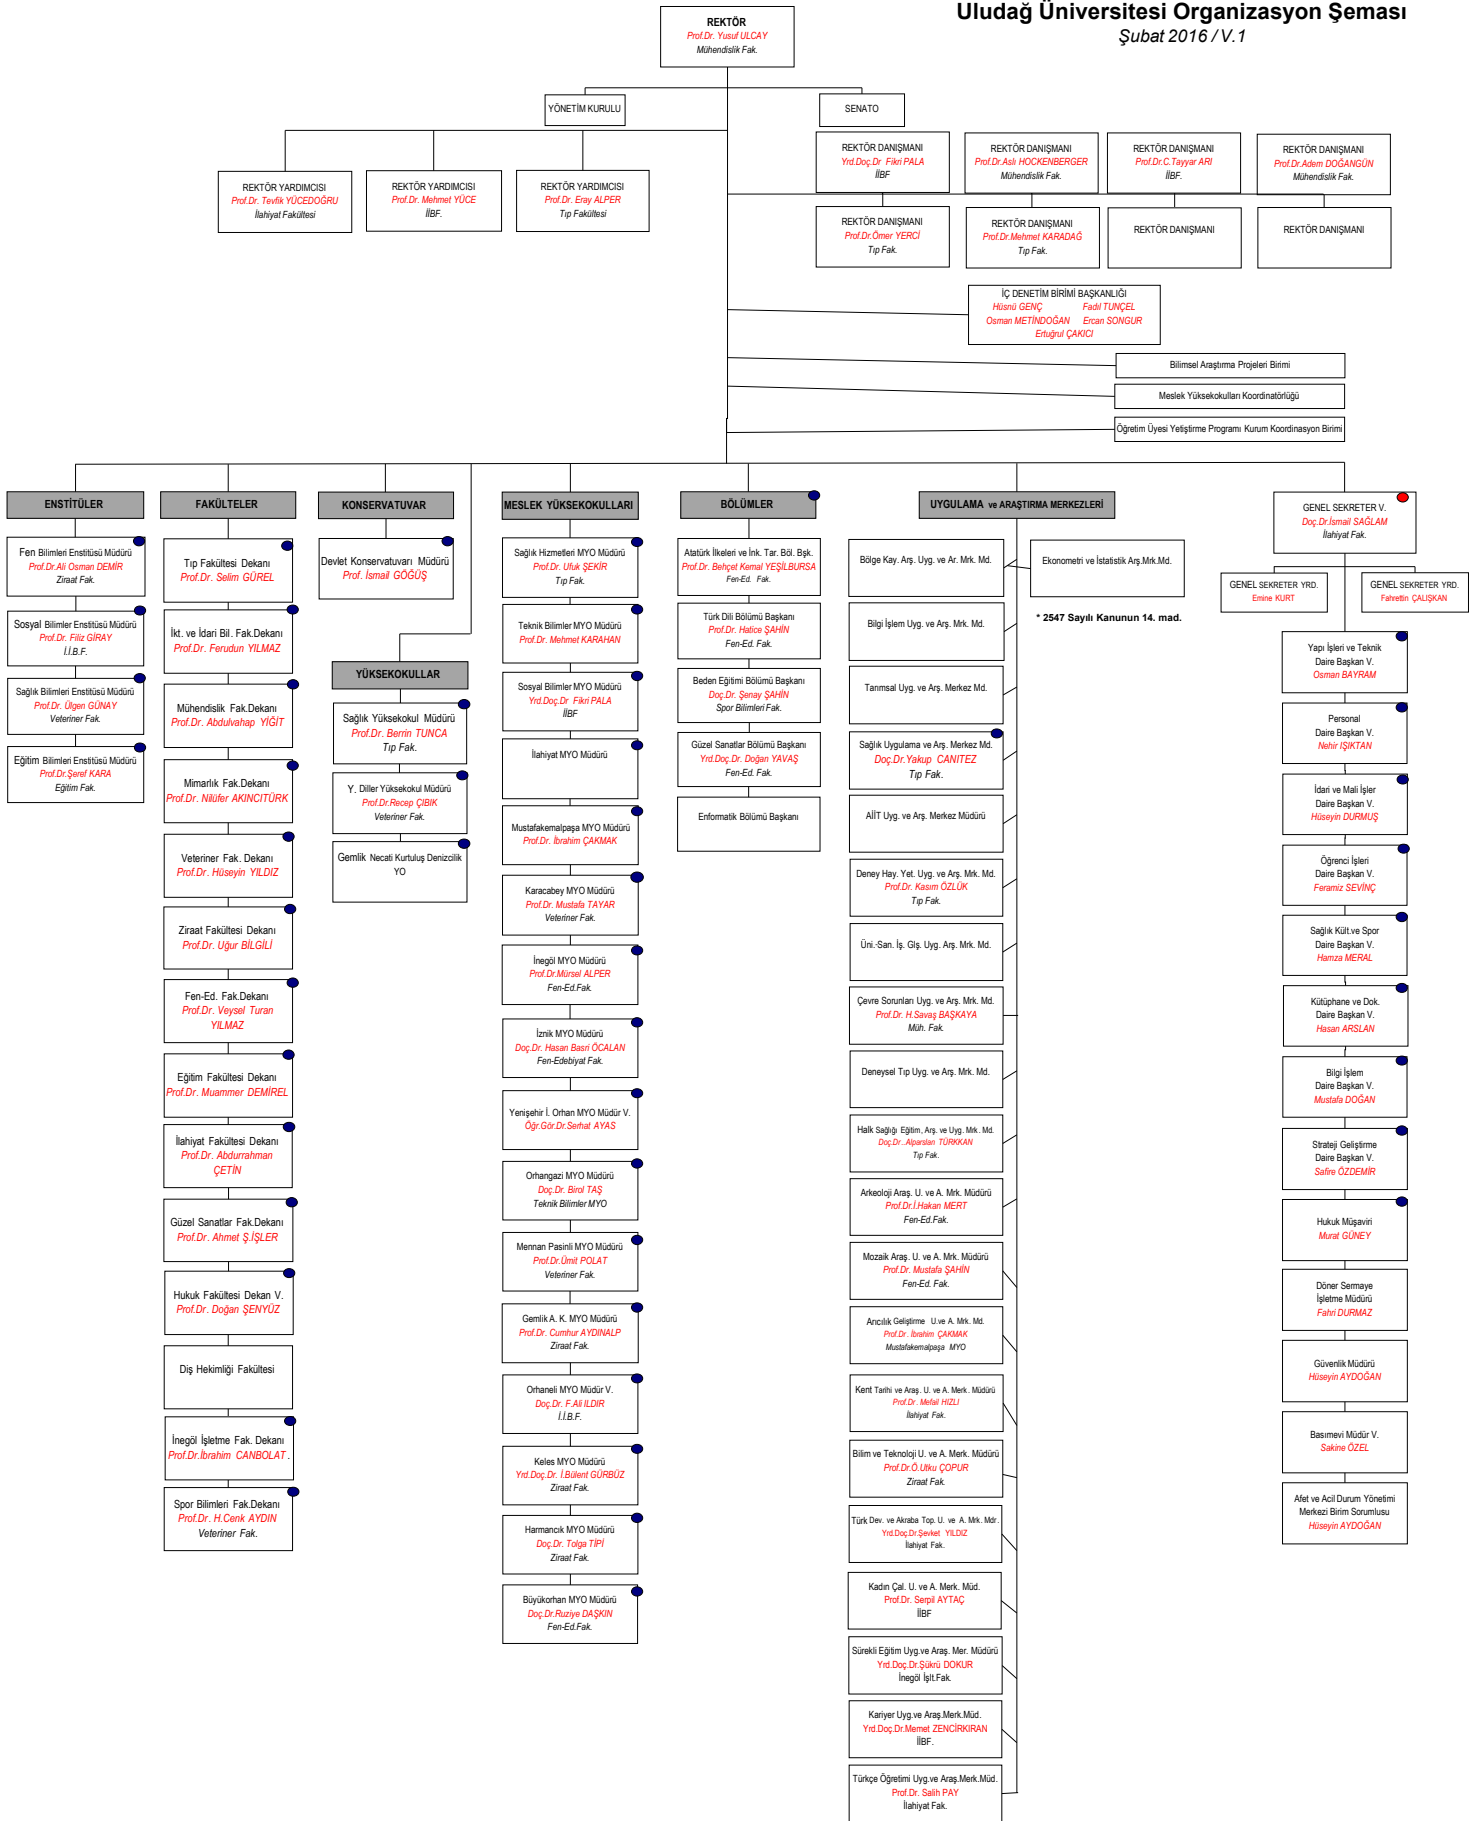 Uludağ Üniversitesi Organizasyon Şeması
Şubat 2016 / V.1
REKTÖR
Prof.Dr. Yusuf ULCAY
Mühendislik Fak.
YÖNETİM KURULU
SENATO
REKTÖR YARDIMCISI
Prof.Dr. Tevfik YÜCEDOĞRU
İlahiyat Fakültesi
REKTÖR YARDIMCISI
Prof.Dr. Mehmet YÜCE
İİBF.
REKTÖR YARDIMCISI
Prof.Dr. Eray ALPER
Tıp Fakültesi
REKTÖR DANIŞMANI
Yrd.Doç.Dr Fikri PALA
İİBF
REKTÖR DANIŞMANI
Prof.Dr.Aslı HOCKENBERGER
Mühendislik Fak.
REKTÖR DANIŞMANI
Prof.Dr.C.Tayyar ARI
İİBF.
REKTÖR DANIŞMANI
Prof.Dr.Adem DOĞANGÜN
Mühendislik Fak.
REKTÖR DANIŞMANI
Prof.Dr.Ömer YERCİ
Tıp Fak.
REKTÖR DANIŞMANI
Prof.Dr.Mehmet KARADAĞ
Tıp Fak.
REKTÖR DANIŞMANI
REKTÖR DANIŞMANI
İÇ DENETİM BİRİMİ BAŞKANLIĞI
Hüsnü GENÇ Fadıl TUNÇEL
Osman METİNDOĞAN Ercan SONGUR
Ertuğrul ÇAKICI
Bilimsel Araştırma Projeleri Birimi
Meslek Yüksekokulları Koordinatörlüğü
Öğretim Üyesi Yetiştirme Programı Kurum Koordinasyon Birimi
ENSTİTÜLER
Fen Bilimleri Enstitüsü Müdürü
Prof.Dr.Ali Osman DEMİR
Ziraat Fak.
Sosyal Bilimler Enstitüsü Müdürü
Prof.Dr. Filiz GİRAY
İ.İ.B.F.
Sağlık Bilimleri Enstitüsü Müdürü
Prof.Dr. Ülgen GÜNAY
Veteriner Fak.
Eğitim Bilimleri Enstitüsü Müdürü
Prof.Dr.Şeref KARA
Eğitim Fak.
FAKÜLTELER
Tıp Fakültesi Dekanı
Prof.Dr. Selim GÜREL
İkt. ve İdari Bil. Fak.Dekanı
Prof.Dr. Ferudun YILMAZ
Mühendislik Fak.Dekanı
Prof.Dr. Abdulvahap YİĞİT
Mimarlık Fak.Dekanı
Prof.Dr. Nilüfer AKINCITÜRK
Veteriner Fak. Dekanı
Prof.Dr. Hüseyin YILDIZ
Ziraat Fakültesi Dekanı
Prof.Dr. Uğur BİLGİLİ
Fen-Ed. Fak.Dekanı
Prof.Dr. Veysel Turan
YILMAZ
Eğitim Fakültesi Dekanı
Prof.Dr. Muammer DEMİREL
İlahiyat Fakültesi Dekanı
Prof.Dr. Abdurrahman
ÇETİN
Güzel Sanatlar Fak.Dekanı
Prof.Dr. Ahmet Ş.İŞLER
Hukuk Fakültesi Dekan V.
Prof.Dr. Doğan ŞENYÜZ
Diş Hekimliği Fakültesi
İnegöl İşletme Fak. Dekanı
Prof.Dr.İbrahim CANBOLAT .
Spor Bilimleri Fak.Dekanı
Prof.Dr. H.Cenk AYDIN
Veteriner Fak.
KONSERVATUVAR
Devlet Konservatuvarı Müdürü
Prof. İsmail GÖĞÜŞ
YÜKSEKOKULLAR
Sağlık Yüksekokul Müdürü
Prof.Dr. Berrin TUNCA
Tıp Fak.
Y. Diller Yüksekokul Müdürü
Prof.Dr.Recep ÇIBIK
Veteriner Fak.
Gemlik Necati Kurtuluş Denizcilik
YO
MESLEK YÜKSEKOKULLARI
Sağlık Hizmetleri MYO Müdürü
Prof.Dr. Ufuk ŞEKİR
Tıp Fak.
Teknik Bilimler MYO Müdürü
Prof.Dr. Mehmet KARAHAN
Sosyal Bilimler MYO Müdürü
Yrd.Doç.Dr Fikri PALA
İİBF
İlahiyat MYO Müdürü
Mustafakemalpaşa MYO Müdürü
Prof.Dr. İbrahim ÇAKMAK
Karacabey MYO Müdürü
Prof.Dr. Mustafa TAYAR
Veteriner Fak.
İnegöl MYO Müdürü
Prof.Dr.Mürsel ALPER
Fen-Ed.Fak.
İznik MYO Müdürü
Doç.Dr. Hasan Basri ÖCALAN
Fen-Edebiyat Fak.
Yenişehir İ. Orhan MYO Müdür V.
Öğr.Gör.Dr.Serhat AYAS
Orhangazi MYO Müdürü
Doç.Dr. Birol TAŞ
Teknik Bilimler MYO
Mennan Pasinli MYO Müdürü
Prof.Dr.Ümit POLAT
Veteriner Fak.
Gemlik A. K. MYO Müdürü
Prof.Dr. Cumhur AYDINALP
Ziraat Fak.
Orhaneli MYO Müdür V.
Doç.Dr. F.Ali ILDIR
İ.İ.B.F.
Keles MYO Müdürü
Yrd.Doç.Dr. İ.Bülent GÜRBÜZ
Ziraat Fak.
Harmancık MYO Müdürü
Doç.Dr. Tolga TİPİ
Ziraat Fak.
Büyükorhan MYO Müdürü
Doç.Dr.Ruziye DAŞKIN
Fen-Ed.Fak.
BÖLÜMLER
Atatürk İlkeleri ve İnk. Tar. Böl. Bşk.
Prof.Dr. Behçet Kemal YEŞİLBURSA
Fen-Ed. Fak.
Türk Dili Bölümü Başkanı
Prof.Dr. Hatice ŞAHİN
Fen-Ed. Fak.
Beden Eğitimi Bölümü Başkanı
Doç.Dr. Şenay ŞAHİN
Spor Bilimleri Fak.
Güzel Sanatlar Bölümü Başkanı
Yrd.Doç.Dr. Doğan YAVAŞ
Fen-Ed. Fak.
Enformatik Bölümü Başkanı
UYGULAMA ve ARAŞTIRMA MERKEZLERİ
Bölge Kay. Arş. Uyg. ve Ar. Mrk. Md.
Ekonometri ve İstatistik Arş.Mrk.Md.
* 2547 Sayılı Kanunun 14. mad.
Bilgi İşlem Uyg. ve Arş. Mrk. Md.
Tarımsal Uyg. ve Arş. Merkez Md.
Sağlık Uygulama ve Arş. Merkez Md.
Doç.Dr.Yakup CANITEZ
Tıp Fak.
AİİT Uyg. ve Arş. Merkez Müdürü
Deney Hay. Yet. Uyg. ve Arş. Mrk. Md.
Prof.Dr. Kasım ÖZLÜK
Tıp Fak.
Üni.-San. İş. Glş. Uyg. Arş. Mrk. Md.
Çevre Sorunları Uyg. ve Arş. Mrk. Md.
Prof.Dr. H.Savaş BAŞKAYA
Müh. Fak.
Deneysel Tıp Uyg. ve Arş. Mrk. Md.
Halk Sağlığı Eğitim, Arş. ve Uyg. Mrk. Md.
Doç.Dr..Alparslan TÜRKKAN
Tıp Fak.
Arkeoloji Araş. U. ve A. Mrk. Müdürü
Prof.Dr.İ.Hakan MERT
Fen-Ed.Fak.
Mozaik Araş. U. ve A. Mrk. Müdürü
Prof.Dr. Mustafa ŞAHİN
Fen-Ed. Fak.
Arıcılık Geliştirme U.ve A. Mrk. Md.
Prof.Dr. İbrahim ÇAKMAK
Mustafakemalpaşa MYO
Kent Tarihi ve Araş. U. ve A. Merk. Müdürü
Prof.Dr. Mefail HIZLI
İlahiyat Fak.
Bilim ve Teknoloji U. ve A. Merk. Müdürü
Prof.Dr.Ö.Utku ÇOPUR
Ziraat Fak.
Türk Dev. ve Akraba Top. U. ve A. Mrk. Mdr.
Yrd.Doç.Dr.Şevket YILDIZ
İlahiyat Fak.
Kadın Çal. U. ve A. Merk. Müd.
Prof.Dr. Serpil AYTAÇ
İİBF
Sürekli Eğitim Uyg.ve Araş. Mer. Müdürü
Yrd.Doç.Dr.Şükrü DOKUR
İnegöl İşlt.Fak.
Kariyer Uyg.ve Araş.Merk.Müd.
Yrd.Doç.Dr.Memet ZENCİRKIRAN
İİBF.
Türkçe Öğretimi Uyg.ve Araş.Merk.Müd.
Prof.Dr. Salih PAY
İlahiyat Fak.
GENEL SEKRETER V.
Doç.Dr.İsmail SAĞLAM
İlahiyat Fak.
GENEL SEKRETER YRD.
Emine KURT
GENEL SEKRETER YRD.
Fahrettin ÇALIŞKAN
Yapı İşleri ve Teknik
Daire Başkan V.
Osman BAYRAM
Personal
Daire Başkan V.
Nehir IŞIKTAN
İdari ve Mali İşler
Daire Başkan V.
Hüseyin DURMUŞ
Öğrenci İşleri
Daire Başkan V.
Feramiz SEVİNÇ
Sağlık Kült.ve Spor
Daire Başkan V.
Hamza MERAL
Kütüphane ve Dok.
Daire Başkan V.
Hasan ARSLAN
Bilgi İşlem
Daire Başkan V.
Mustafa DOĞAN
Strateji Geliştirme
Daire Başkan V.
Safire ÖZDEMİR
Hukuk Müşaviri
Murat GÜNEY
Döner Sermaye
İşletme Müdürü
Fahri DURMAZ
Güvenlik Müdürü
Hüseyin AYDOĞAN
Basımevi Müdür V.
Sakine ÖZEL
Afet ve Acil Durum Yönetimi
Merkezi Birim Sorumlusu
Hüseyin AYDOĞAN